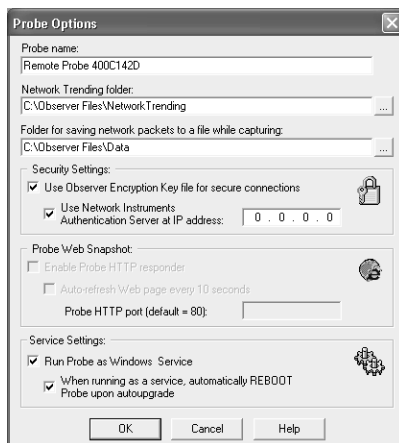 Probe Options
Probe name:
Remote Probe 400C142D
Network Trending folder:
C:\Observer Files\NetworkTrending
...
Folder for saving network packets to a file while capturing:
C:\Observer Files\Data
...
Security Settings:
Use Observer Encryption Key file for secure connections
Use Network Instruments
Authentication Server at IP address:
0 . 0 . 0 . 0
Probe Web Snapshot:
Enable Probe HTTP responder
Auto-refresh Web page every 10 seconds
Probe HTTP port (default = 80):
Service Settings:
Run Probe as Windows Service
When running as a service, automatically REBOOT
Probe upon autoupgrade
OK
Cancel
Help